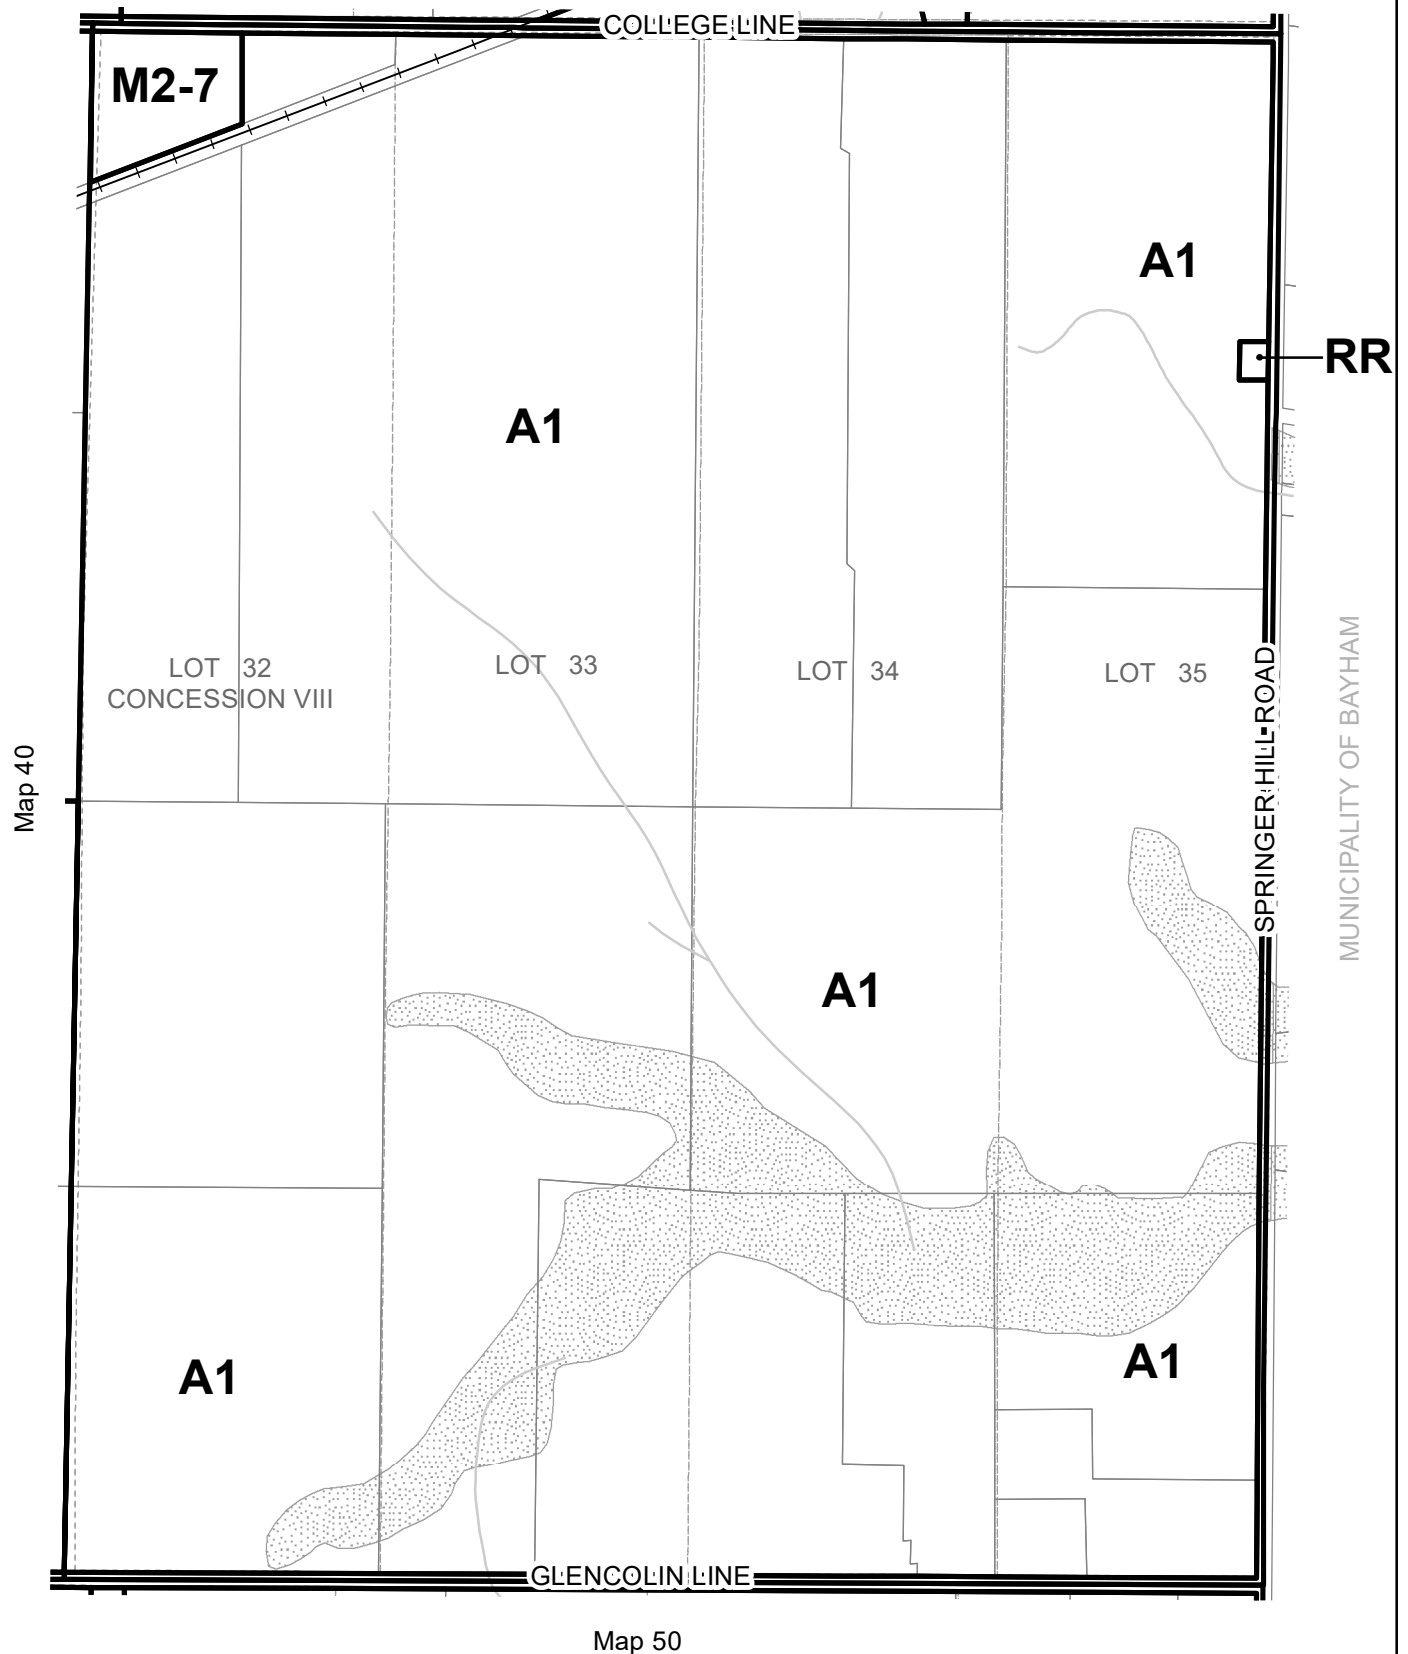 COLLEGE LINE
M2-7
A1
RR
A1
LOT 32
CONCESSION VIII
LOT 33
LOT 34
LOT 35
SPRINGER HILL ROAD
MUNICIPALITY OF BAYHAM
Map 40
A1
A1
A1
GLENCOLIN LINE
Map 50